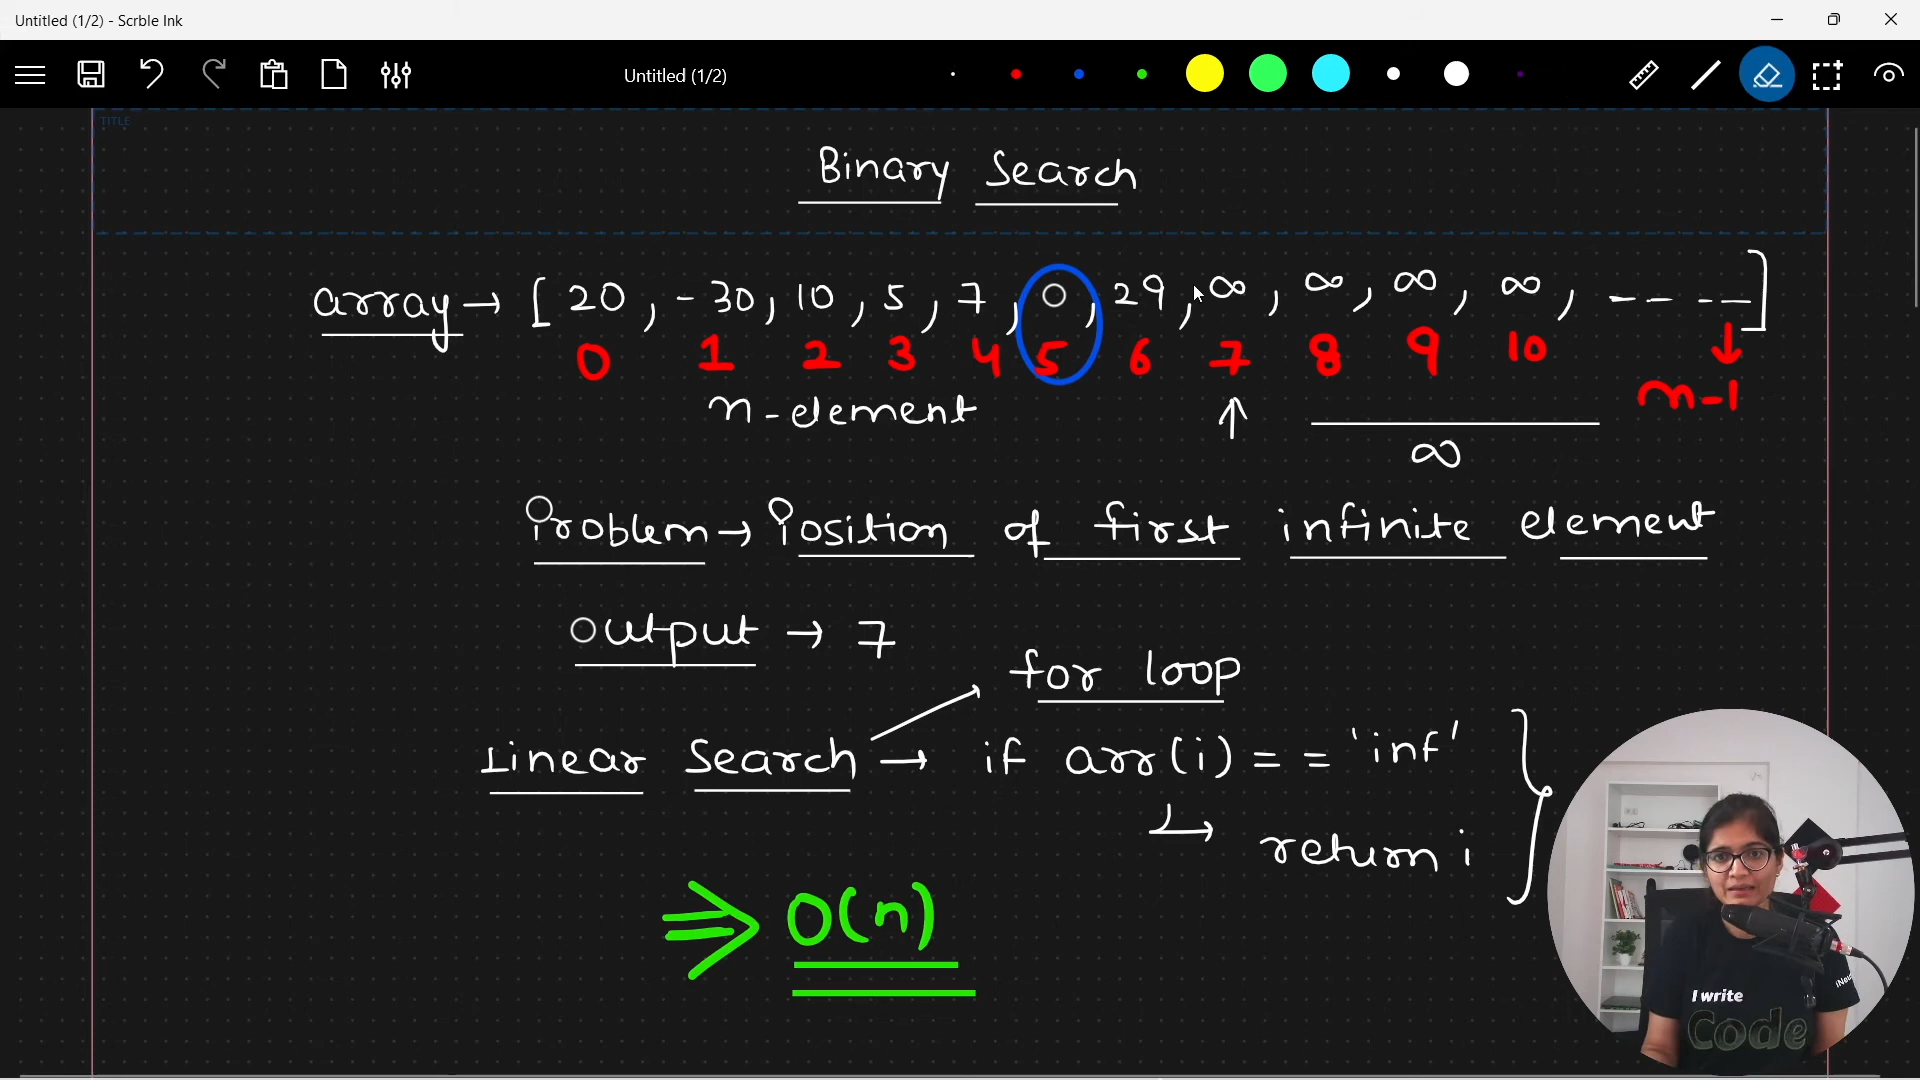 Untitled (1/2) - Scrble Ink
Untitled (1/2)
TITLE
Binary Search
array → [ 20 , -30 , 10 , 5 , 7 , 0 , 29 , ∞ , ∞ , ∞ , ∞ , -- -- ]
0 1 2 3 4 5 6 7 8 9 10 ↓
n-element ↑ n-1
∞
Problem → Position of first infinite element
Output → 7
for loop
Linear Search → if arr(i) == 'inf'
↳ return i
⇒ O(n)
I write
Code